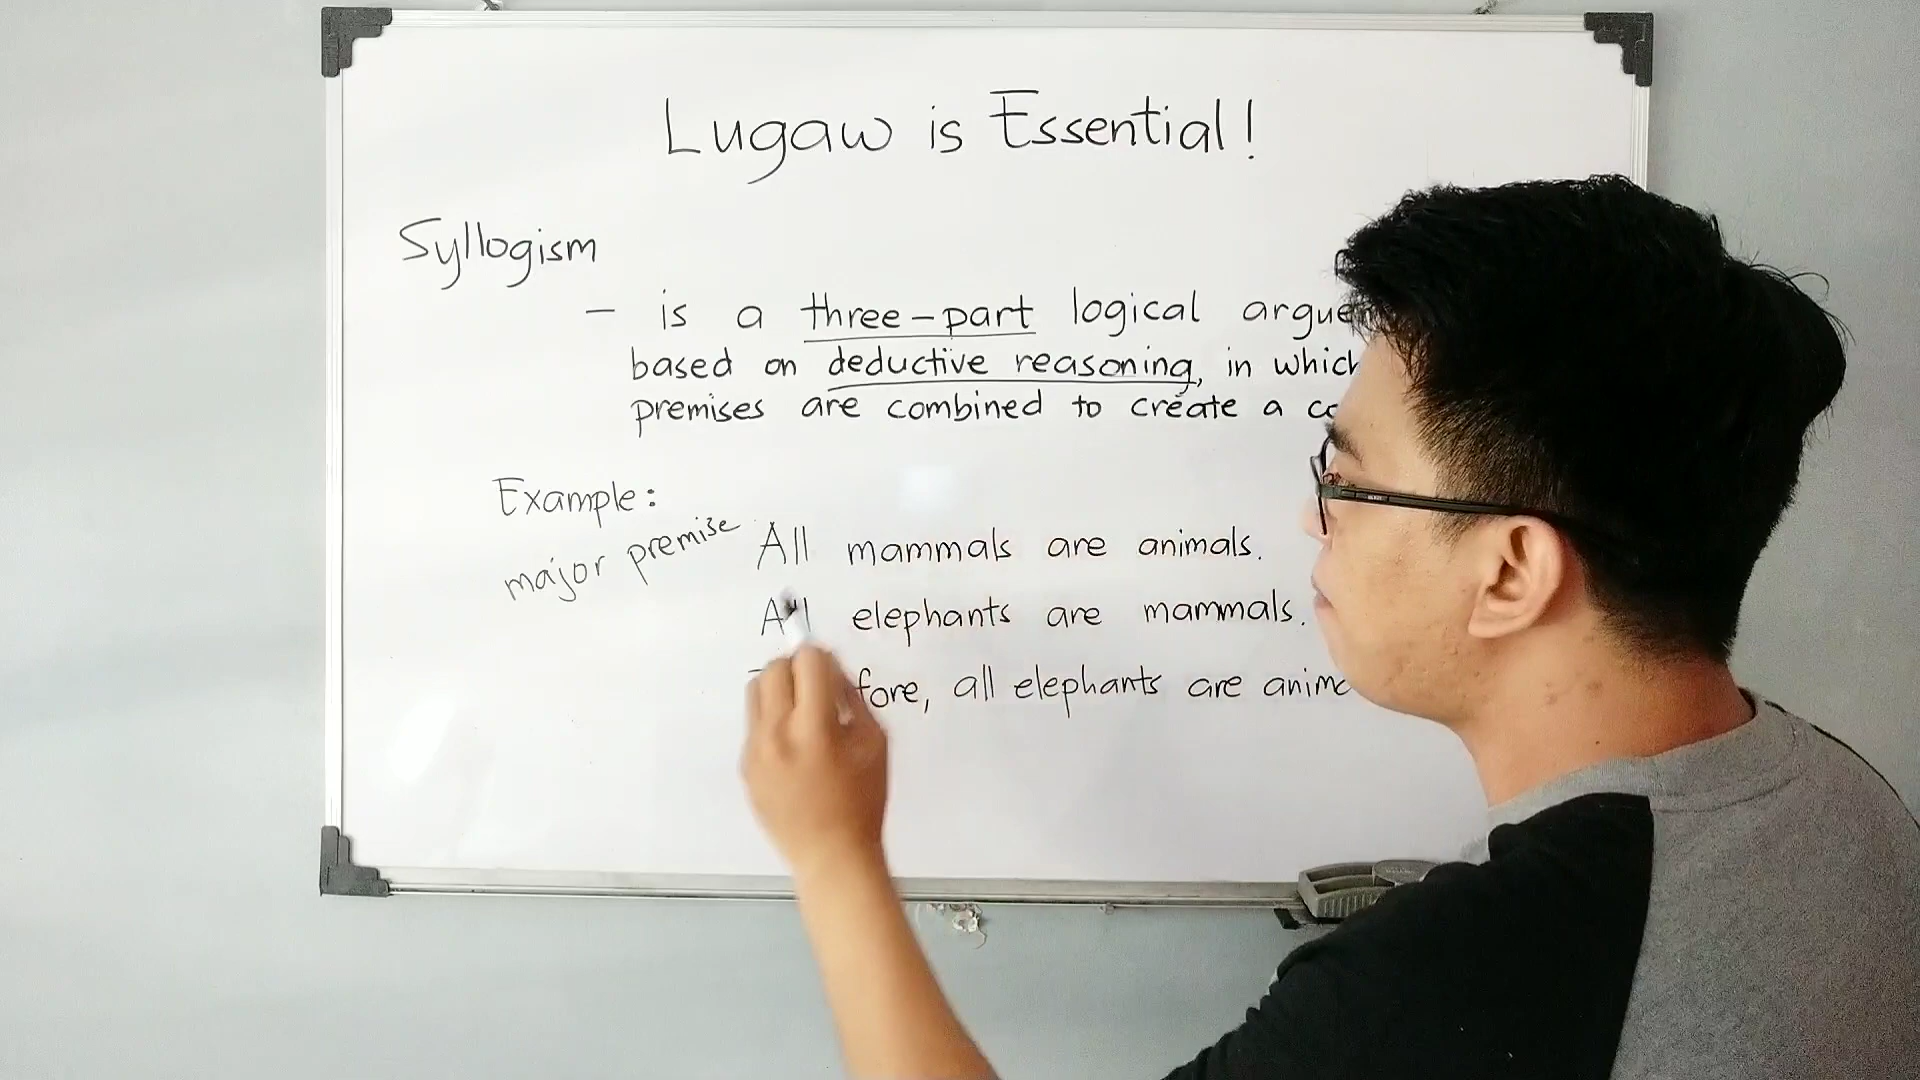 Lugaw is Essential!
Syllogism
– is a three-part logical
based on deductive reasoning, in which
premises are combined to create a
Example:
major premise
All mammals are animals.
All elephants are mammals.
all elephants are